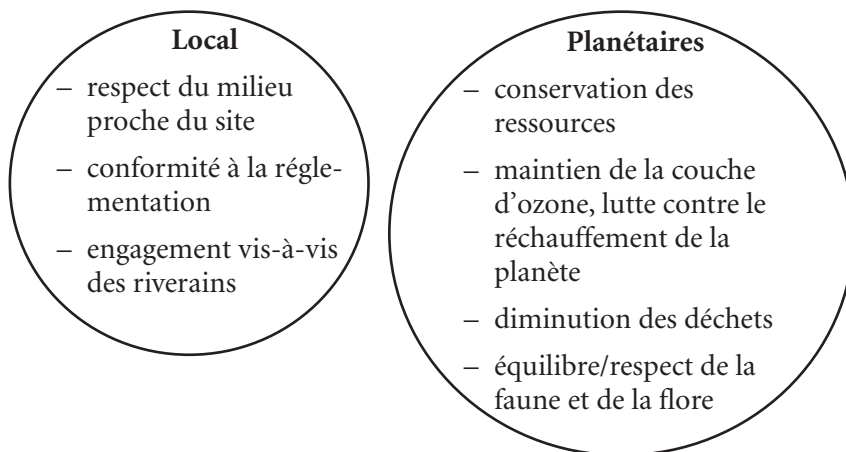 Local
– respect du milieu
proche du site
– conformité à la régle-
mentation
– engagement vis-à-vis
des riverains
Planétaires
– conservation des
ressources
– maintien de la couche
d'ozone, lutte contre le
réchauffement de la
planète
– diminution des déchets
– équilibre/respect de la
faune et de la flore